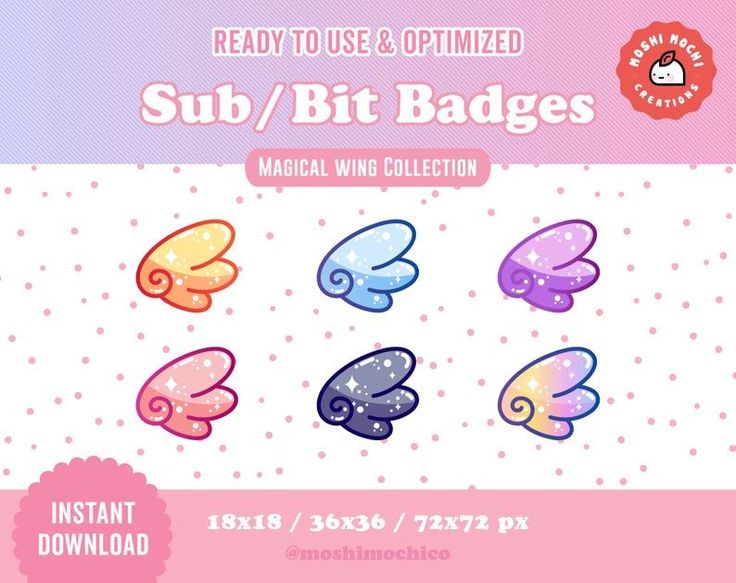 READY TO USE & OPTIMIZED
Sub/Bit Badges
MOSHI MOCHI
CREATIONS
MAGICAL WING COLLECTION
INSTANT
DOWNLOAD
18x18 / 36x36 / 72x72 px
@moshimochico